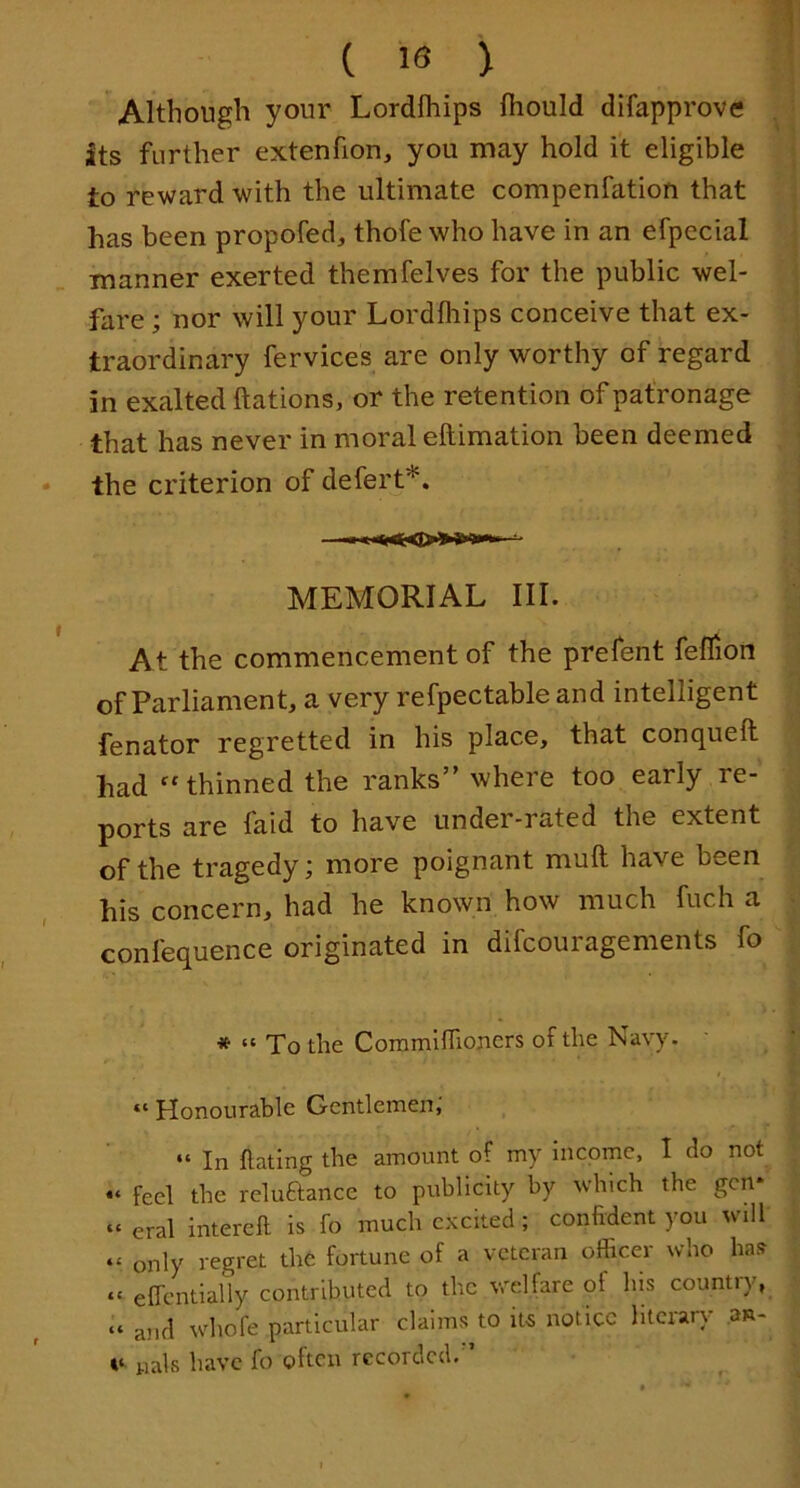 ( 16 )
Although your Lordſhips ſhould diſapprove
its further extenſion, you may hold it eligible
to reward with the ultimate compenſation that
has been propoſed, thoſe who have in an eſpecial
manner exerted themſelves for the public wel-
fare; nor will your Lordſhips conceive that ex-
traordinary ſervices are only worthy of regard
in exalted ſtations, or the retention of patronage
that has never in moral eſtimation been deemed
the criterion of deſert*.
MEMORIAL III.
At the commencement of the preſent ſeſſion
of Parliament, a very reſpectable and intelligent
ſenator regretted in his place, that conqueſt
had “thinned the ranks” where too early re-
ports are ſaid to have under-rated the extent
of the tragedy; more poignant muſt have been
his concern, had he known how much ſuch a
conſequence originated in diſcouragements ſo
* “ To the Commiſſioners of the Navy.
“ Honourable Gentlemen,
“ In ſtating the amount of my income, I do not
“ feel the reluctance to publicity by which the gen-
“ eral intereſt is ſo much excited; confident you will
“ only regret the fortune of a veteran officer who has
“ eſſentially contributed to the welfare of his country,
“ and whoſe particular claims to its notice literary an-
“ nals have ſo often recorded.”